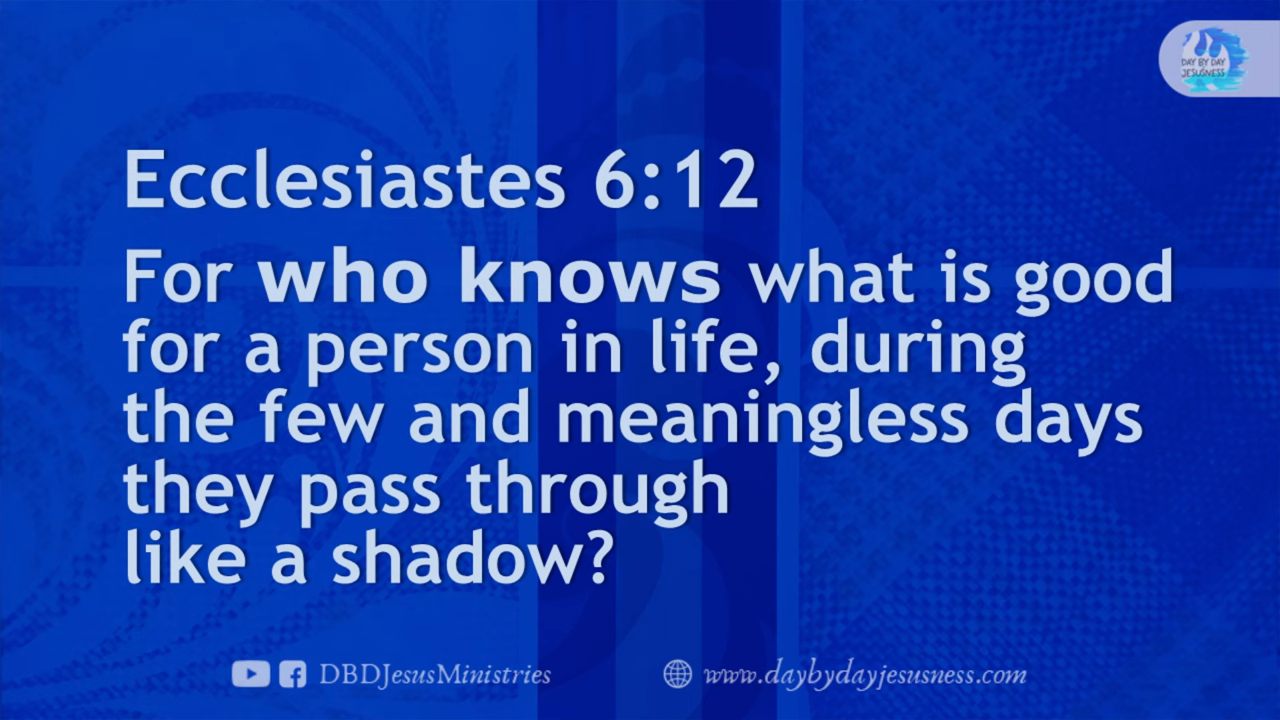 DAY BY DAY
JESUSNESS
Ecclesiastes 6:12
For who knows what is good
for a person in life, during
the few and meaningless days
they pass through
like a shadow?
DBDJesusMinistries
www.daybydayjesusness.com